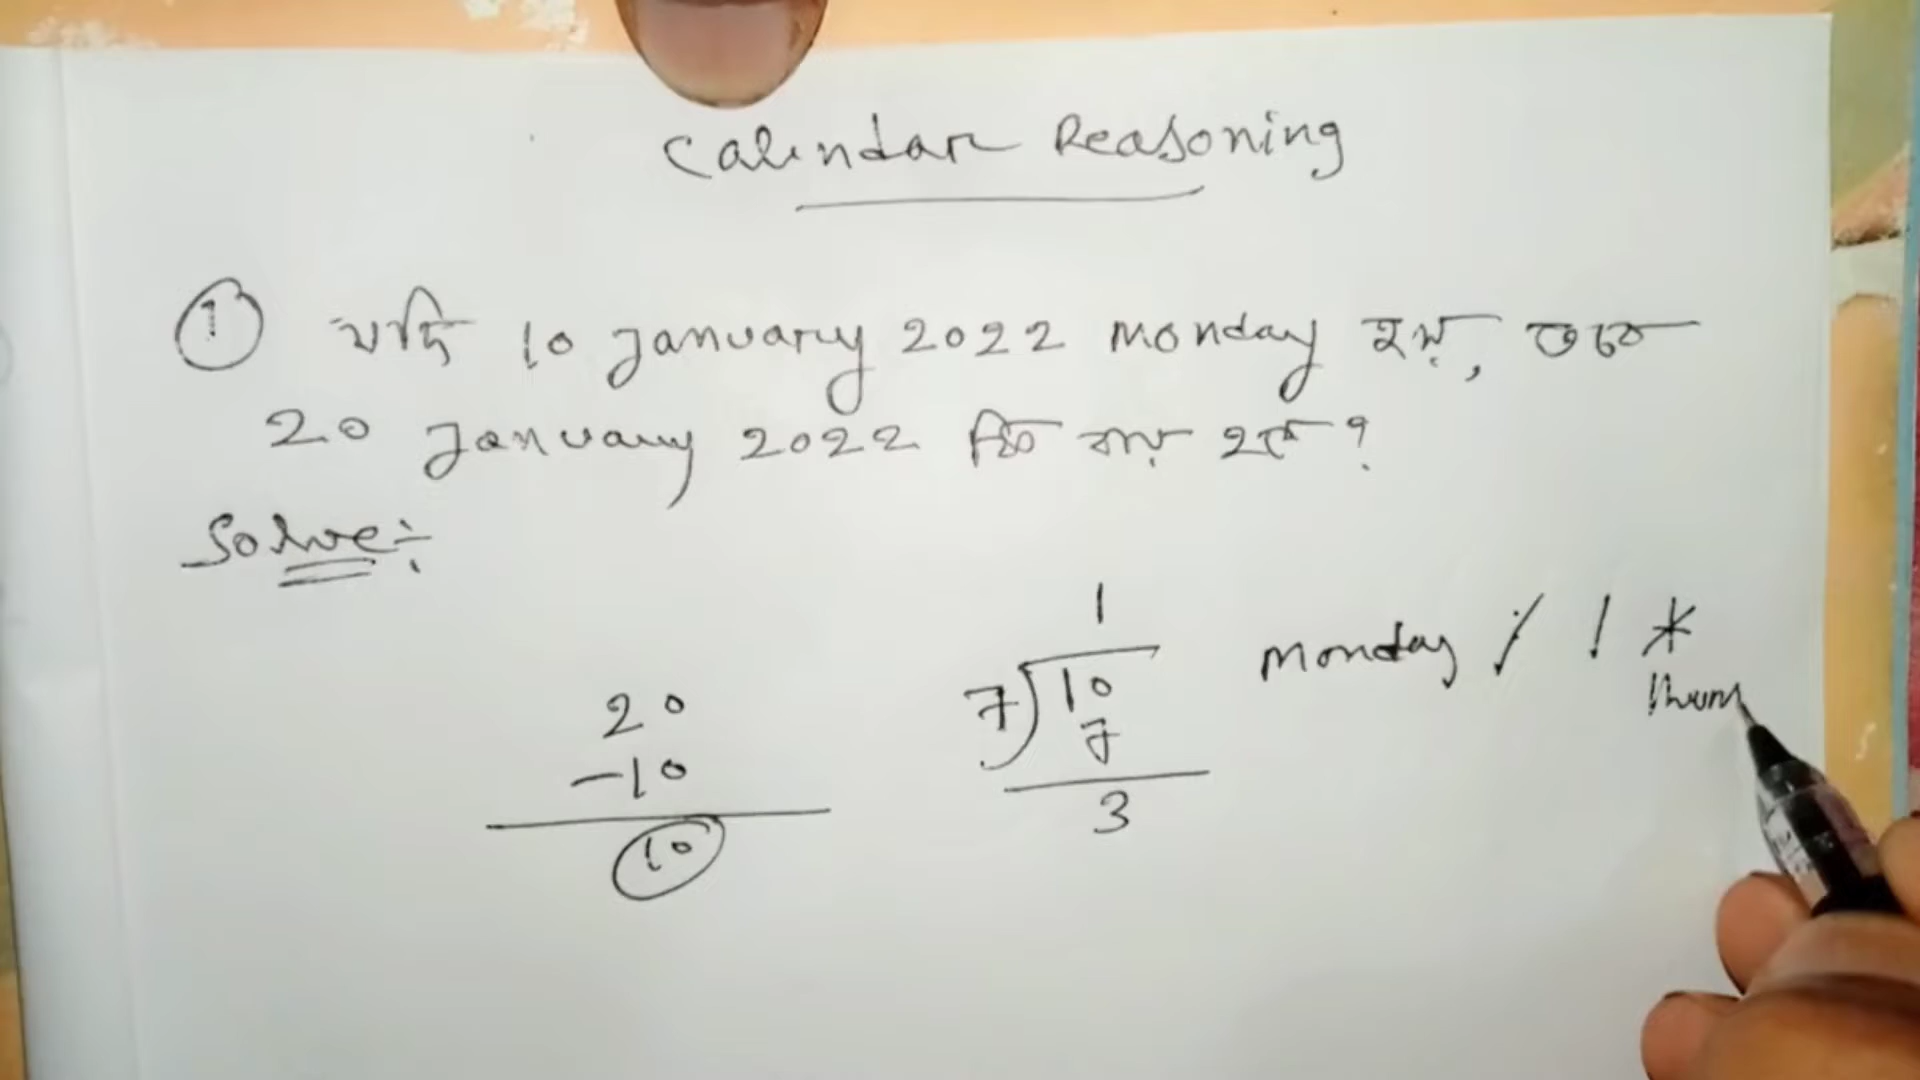 Calendar Reasoning
① যদি 10 January 2022 Monday হয়, তবে
20 January 2022 কি বার হবে?
Solve:-
20
-10
10
1
7)10
7
3
Monday / / *
Thurs